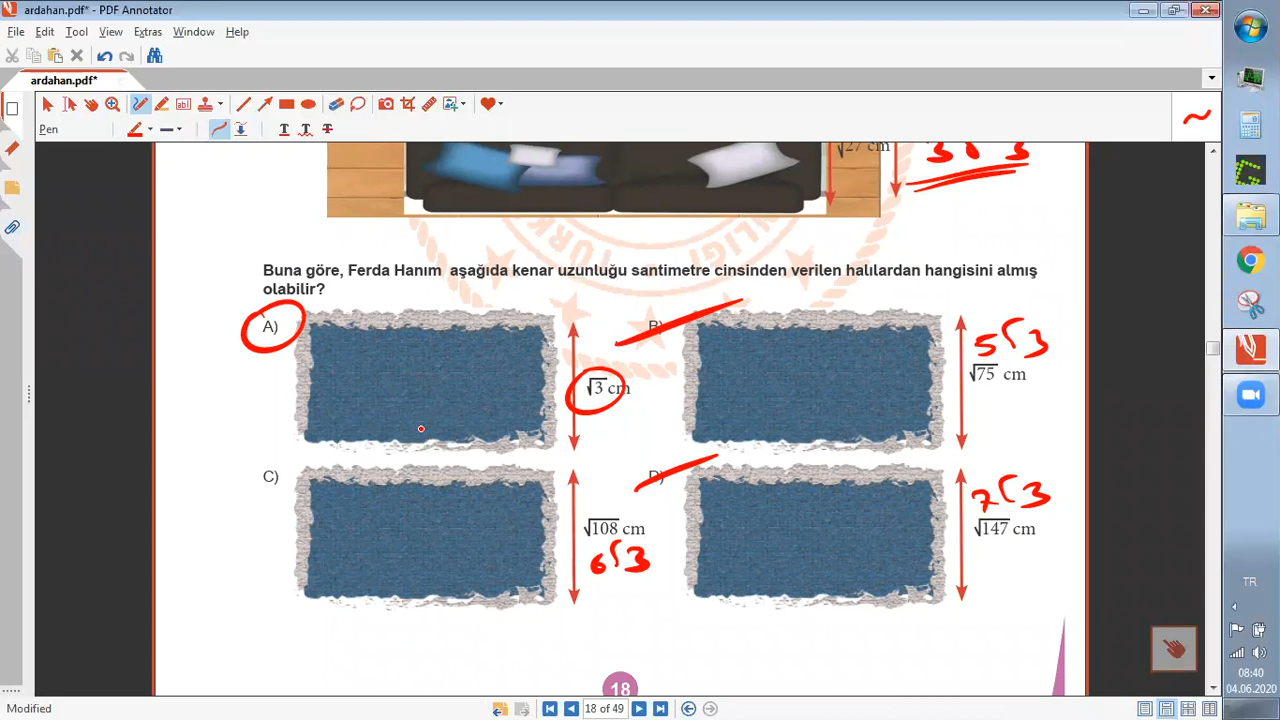 ardahan.pdf* - PDF Annotator
File Edit Tool View Extras Window Help
ardahan.pdf*
Pen
√27 cm
Buna göre, Ferda Hanım aşağıda kenar uzunluğu santimetre cinsinden verilen halılardan hangisini almış
olabilir?
A)
√3 cm
B)
5√3
√75 cm
C)
√108 cm
6√3
D)
7√3
√147 cm
18
TR
08:40
04.06.2020
Modified
18 of 49